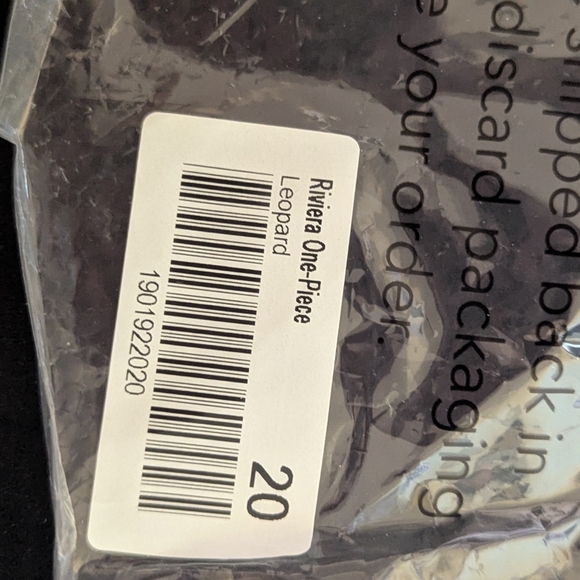 Riviera One-Piece
Leopard
1901922020
20
shipped back in
discard packaging
your order.